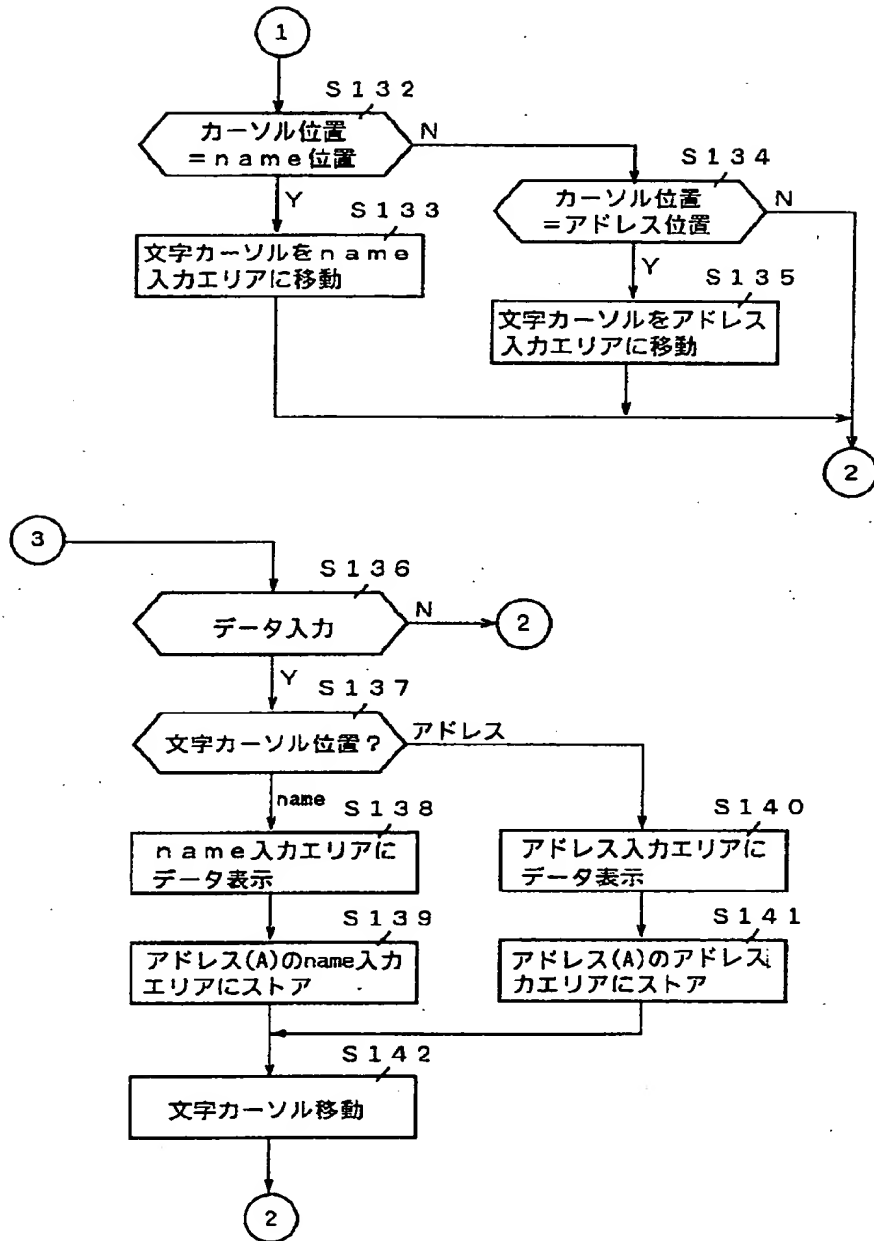 1
S132
カーソル位置
=name位置
N
Y
S133
文字カーソルをname
入力エリアに移動
S134
カーソル位置
=アドレス位置
N
Y
S135
文字カーソルをアドレス
入力エリアに移動
2
3
S136
データ入力
N
2
Y
S137
文字カーソル位置?
アドレス
name
S138
name入力エリアに
データ表示
S139
アドレス(A)のname入力
エリアにストア
S140
アドレス入力エリアに
データ表示
S141
アドレス(A)のアドレス
力エリアにストア
S142
文字カーソル移動
2